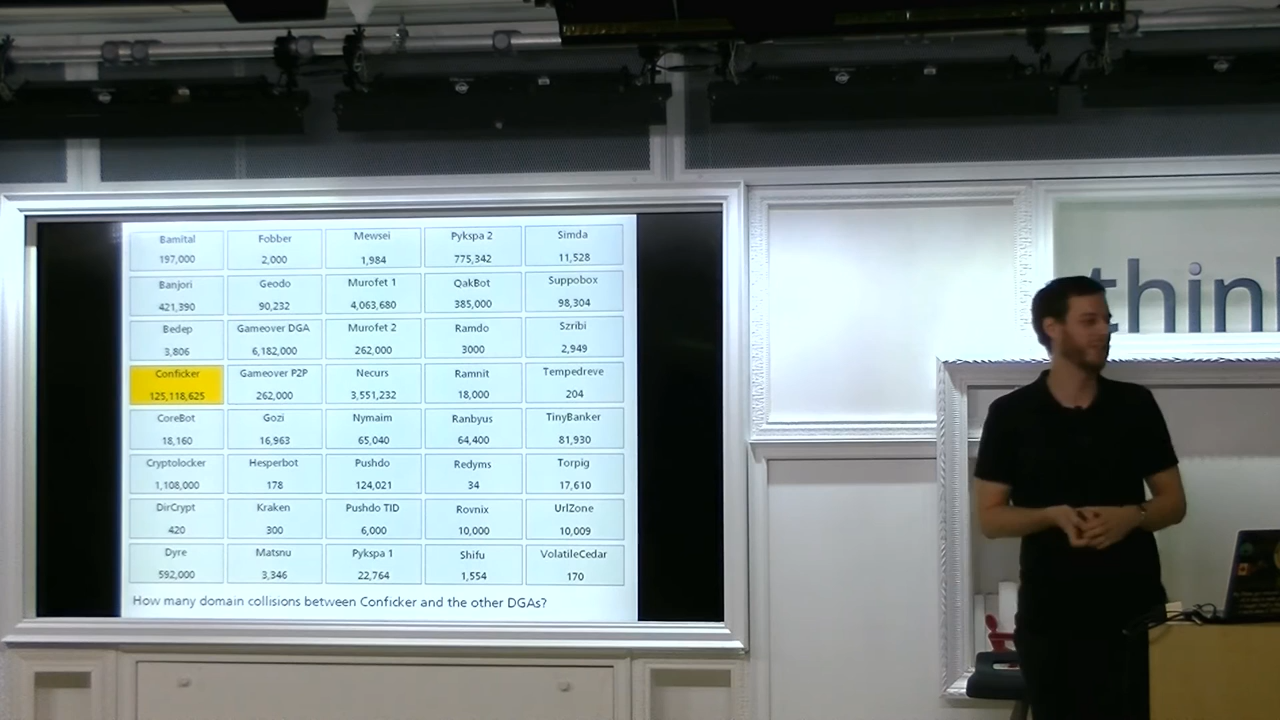 Bamital Fobber Mewsei Pykspa 2 Simda
197,000 2,000 1,984 775,342 11,528
Banjori Geodo Murofet 1 QakBot Suppobox
421,390 90,232 4,063,680 385,000 98,304
Bedep Gameover DGA Murofet 2 Ramdo Szribi
3,806 6,182,000 262,000 3000 2,949
Conficker Gameover P2P Necurs Ramnit Tempedreve
125,118,625 262,000 3,551,232 18,000 204
CoreBot Gozi Nymaim Ranbyus TinyBanker
18,160 16,963 65,040 64,400 81,930
Cryptolocker Hesperbot Pushdo Redyms Torpig
1,108,000 178 124,021 34 17,610
DirCrypt Kraken Pushdo TID Rovnix UrlZone
420 300 6,000 10,000 10,009
Dyre Matsnu Pykspa 1 Shifu VolatileCedar
592,000 3,346 22,764 1,554 170
How many domain collisions between Conficker and the other DGAs?
thin